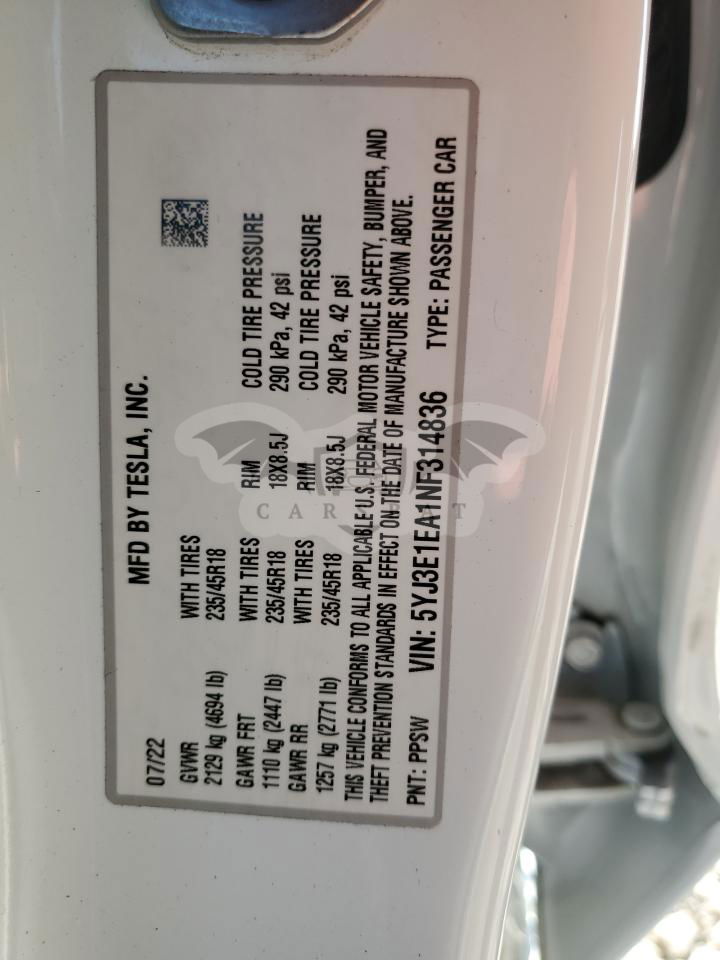 MFD BY TESLA, INC.
07/22
GVWR WITH TIRES
2129 kg (4694 lb) 235/45R18
GAWR FRT WITH TIRES RIM COLD TIRE PRESSURE
1110 kg (2447 lb) 235/45R18 18X8.5J 290 kPa, 42 psi
GAWR RR WITH TIRES RIM COLD TIRE PRESSURE
1257 kg (2771 lb) 235/45R18 18X8.5J 290 kPa, 42 psi
THIS VEHICLE CONFORMS TO ALL APPLICABLE U.S. FEDERAL MOTOR VEHICLE SAFETY, BUMPER, AND
THEFT PREVENTION STANDARDS IN EFFECT ON THE DATE OF MANUFACTURE SHOWN ABOVE.
PNT: PPSW VIN: 5YJ3E1EA1NF314836 TYPE: PASSENGER CAR